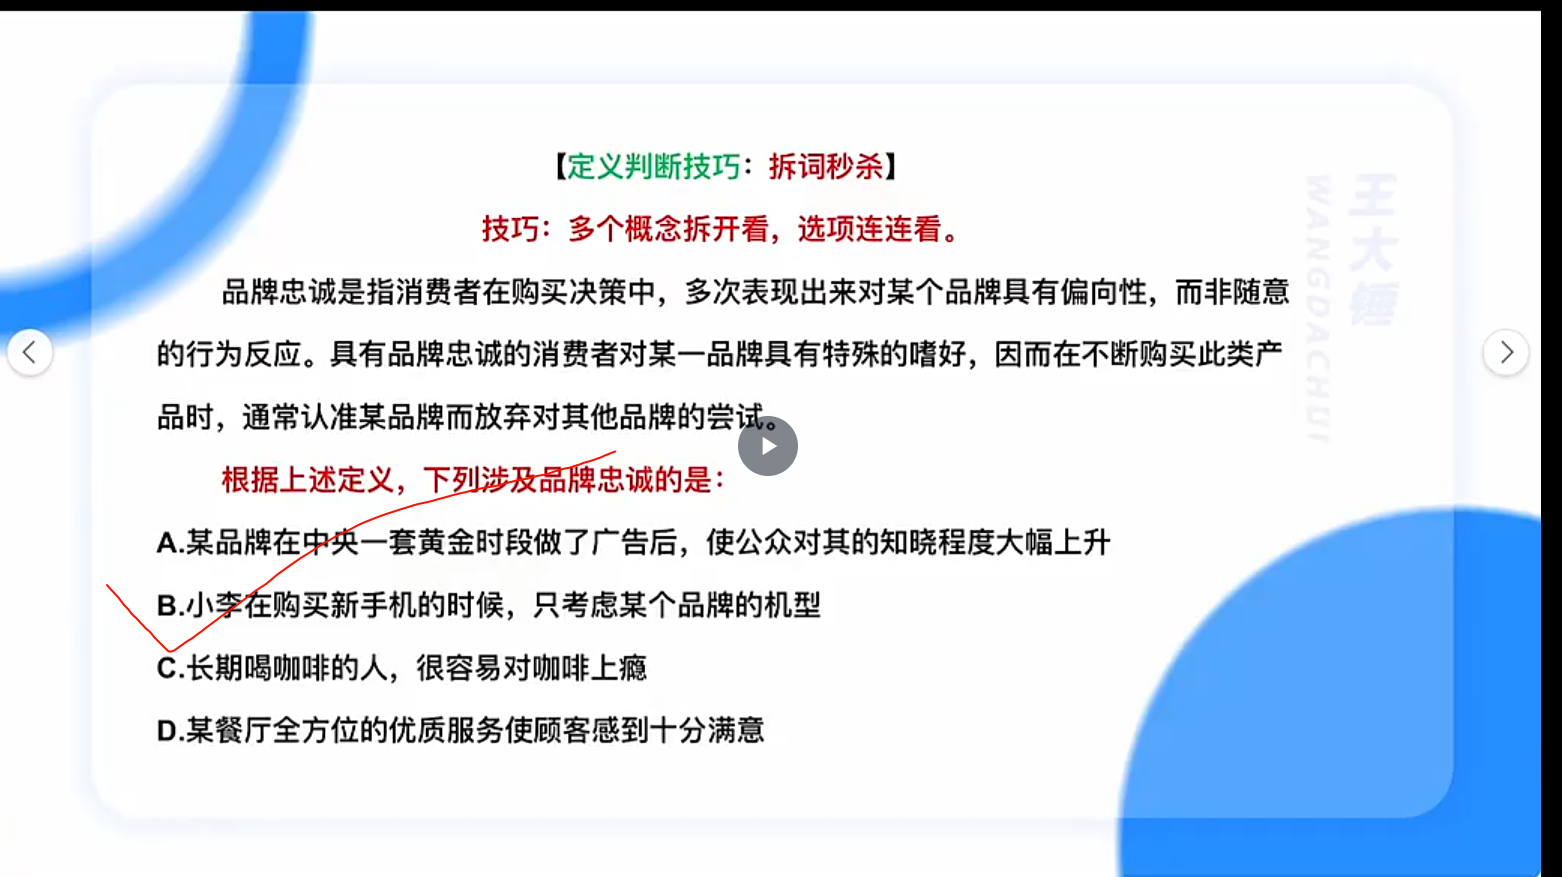 【定义判断技巧：拆词秒杀】
技巧：多个概念拆开看，选项连连看。
品牌忠诚是指消费者在购买决策中，多次表现出来对某个品牌具有偏向性，而非随意
的行为反应。具有品牌忠诚的消费者对某一品牌具有特殊的嗜好，因而在不断购买此类产
品时，通常认准某品牌而放弃对其他品牌的尝试。
根据上述定义，下列涉及品牌忠诚的是：
A.某品牌在中央一套黄金时段做了广告后，使公众对其的知晓程度大幅上升
B.小李在购买新手机的时候，只考虑某个品牌的机型
C.长期喝咖啡的人，很容易对咖啡上瘾
D.某餐厅全方位的优质服务使顾客感到十分满意
王大锤
WANGDACHUI